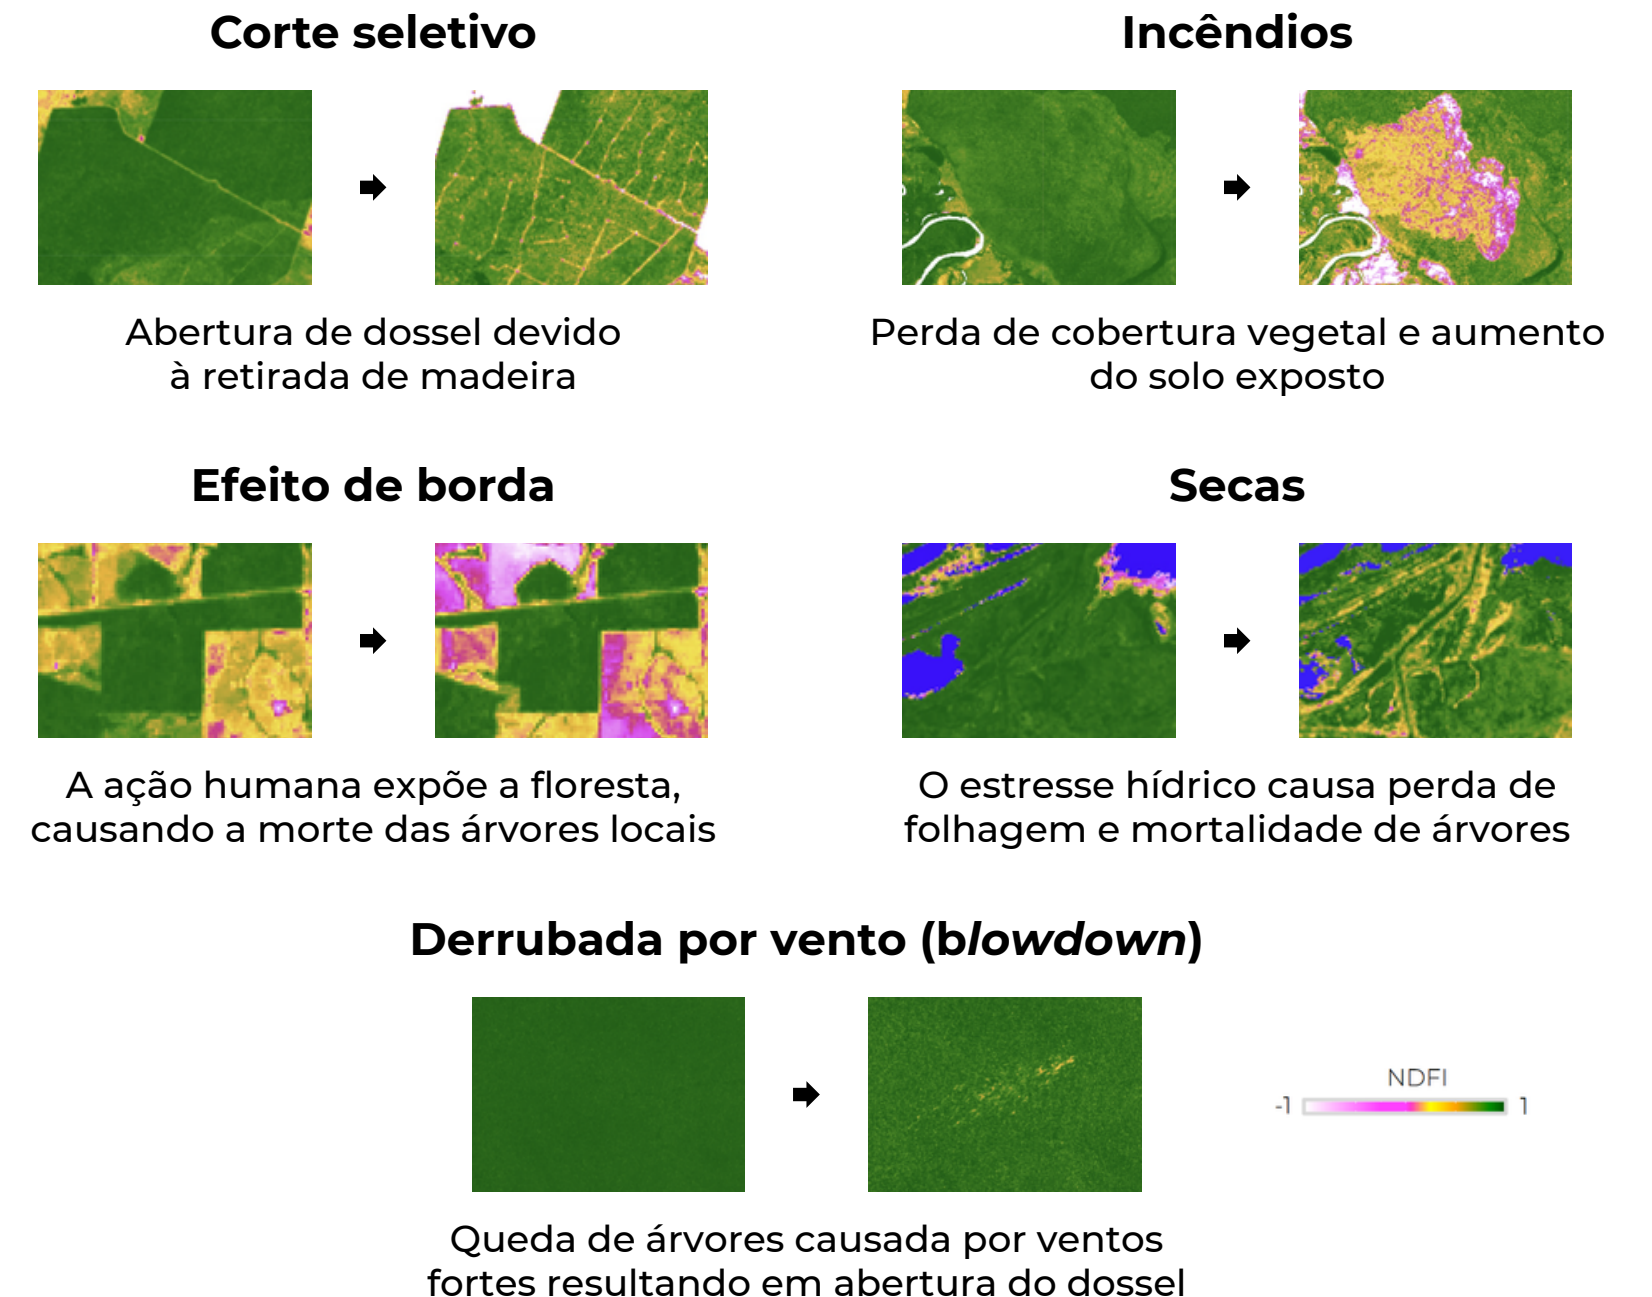 Corte seletivo
Incêndios
Abertura de dossel devido
à retirada de madeira
Perda de cobertura vegetal e aumento
do solo exposto
Efeito de borda
Secas
A ação humana expõe a floresta,
causando a morte das árvores locais
O estresse hídrico causa perda de
folhagem e mortalidade de árvores
Derrubada por vento (blowdown)
NDFI
-1 1
Queda de árvores causada por ventos
fortes resultando em abertura do dossel